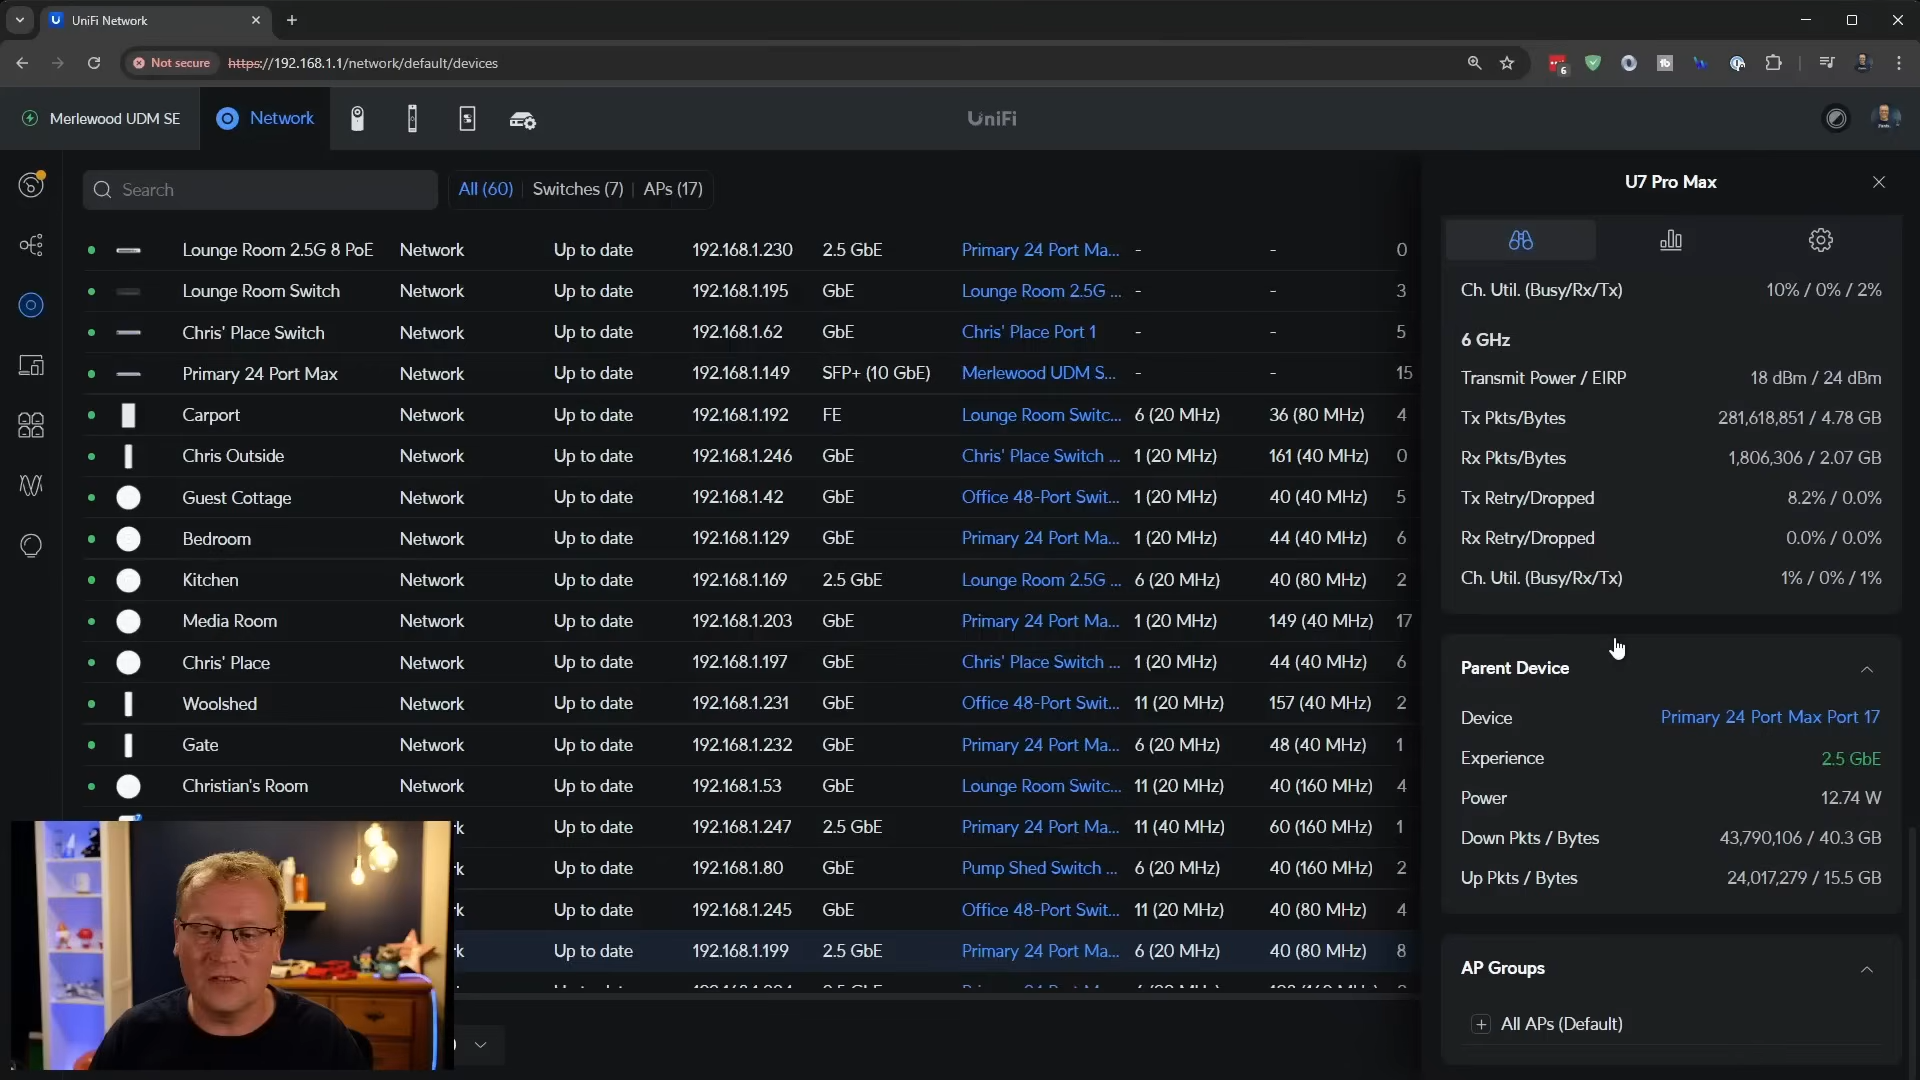 UniFi Network
Not secure https://192.168.1.1/network/default/devices
6
Merlewood UDM SE Network UniFi
Search All (60) Switches (7) APs (17)
Lounge Room 2.5G 8 PoE Network Up to date 192.168.1.230 2.5 GbE Primary 24 Port Ma... - - 0
Lounge Room Switch Network Up to date 192.168.1.195 GbE Lounge Room 2.5G ... - - 3
Chris' Place Switch Network Up to date 192.168.1.62 GbE Chris' Place Port 1 - - 5
Primary 24 Port Max Network Up to date 192.168.1.149 SFP+ (10 GbE) Merlewood UDM S... - - 15
Carport Network Up to date 192.168.1.192 FE Lounge Room Switc... 6 (20 MHz) 36 (80 MHz) 4
Chris Outside Network Up to date 192.168.1.246 GbE Chris' Place Switch ... 1 (20 MHz) 161 (40 MHz) 0
Guest Cottage Network Up to date 192.168.1.42 GbE Office 48-Port Swit... 1 (20 MHz) 40 (40 MHz) 5
Bedroom Network Up to date 192.168.1.129 GbE Primary 24 Port Ma... 1 (20 MHz) 44 (40 MHz) 6
Kitchen Network Up to date 192.168.1.169 2.5 GbE Lounge Room 2.5G ... 6 (20 MHz) 40 (80 MHz) 2
Media Room Network Up to date 192.168.1.203 GbE Primary 24 Port Ma... 1 (20 MHz) 149 (40 MHz) 17
Chris' Place Network Up to date 192.168.1.197 GbE Chris' Place Switch ... 1 (20 MHz) 44 (40 MHz) 6
Woolshed Network Up to date 192.168.1.231 GbE Office 48-Port Swit... 11 (20 MHz) 157 (40 MHz) 2
Gate Network Up to date 192.168.1.232 GbE Primary 24 Port Ma... 6 (20 MHz) 48 (40 MHz) 1
Christian's Room Network Up to date 192.168.1.53 GbE Lounge Room Switc... 11 (20 MHz) 40 (160 MHz) 4
rk Up to date 192.168.1.247 2.5 GbE Primary 24 Port Ma... 11 (40 MHz) 60 (160 MHz) 1
rk Up to date 192.168.1.80 GbE Pump Shed Switch ... 6 (20 MHz) 40 (160 MHz) 2
rk Up to date 192.168.1.245 GbE Office 48-Port Swit... 11 (20 MHz) 40 (80 MHz) 4
rk Up to date 192.168.1.199 2.5 GbE Primary 24 Port Ma... 6 (20 MHz) 40 (80 MHz) 8
U7 Pro Max
Ch. Util. (Busy/Rx/Tx) 10% / 0% / 2%
6 GHz
Transmit Power / EIRP 18 dBm / 24 dBm
Tx Pkts/Bytes 281,618,851 / 4.78 GB
Rx Pkts/Bytes 1,806,306 / 2.07 GB
Tx Retry/Dropped 8.2% / 0.0%
Rx Retry/Dropped 0.0% / 0.0%
Ch. Util. (Busy/Rx/Tx) 1% / 0% / 1%
Parent Device
Device Primary 24 Port Max Port 17
Experience 2.5 GbE
Power 12.74 W
Down Pkts / Bytes 43,790,106 / 40.3 GB
Up Pkts / Bytes 24,017,279 / 15.5 GB
AP Groups
All APs (Default)